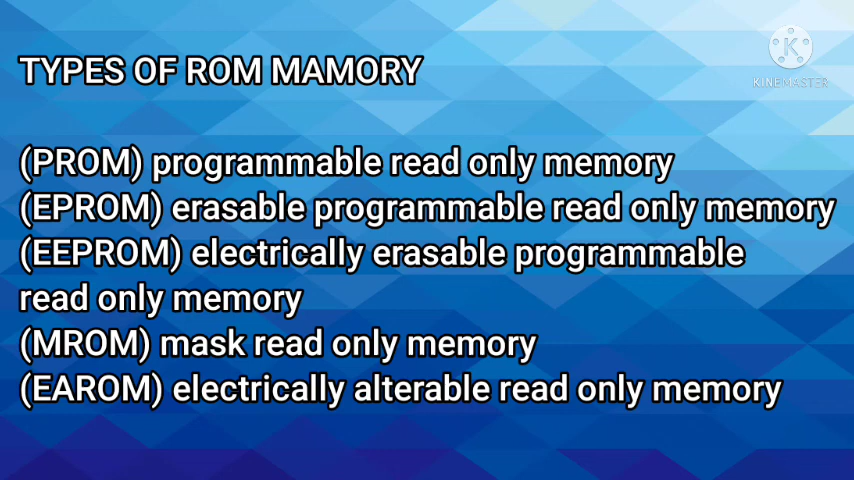 TYPES OF ROM MAMORY
KINEMASTER
(PROM) programmable read only memory
(EPROM) erasable programmable read only memory
(EEPROM) electrically erasable programmable
read only memory
(MROM) mask read only memory
(EAROM) electrically alterable read only memory